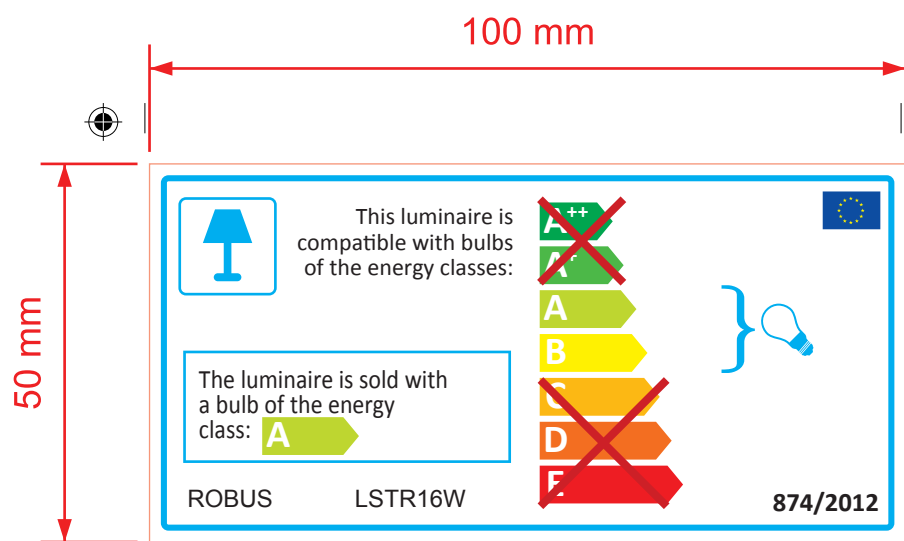 100 mm
50 mm
This luminaire is
compatible with bulbs
of the energy classes:
A++
A+
A
B
C
D
E
The luminaire is sold with
a bulb of the energy
class: A
ROBUS LSTR16W
874/2012